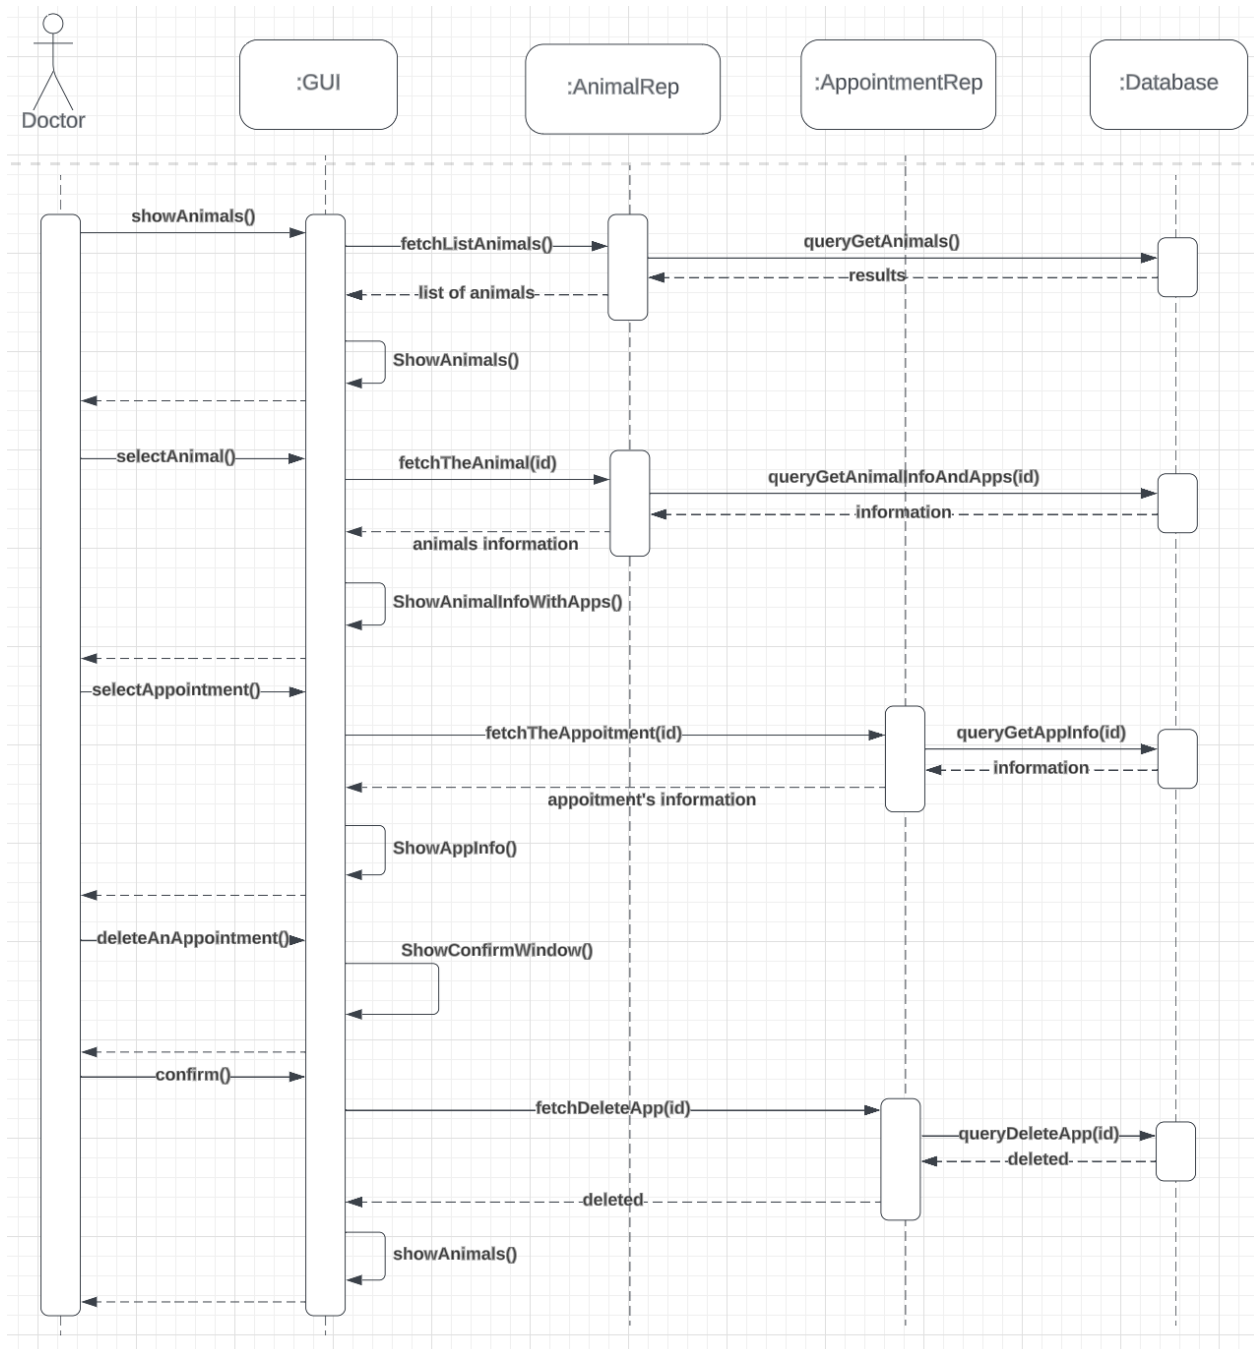 :GUI
:AnimalRep
:AppointmentRep
:Database
Doctor
showAnimals()
fetchListAnimals()
queryGetAnimals()
results
list of animals
ShowAnimals()
selectAnimal()
fetchTheAnimal(id)
queryGetAnimalInfoAndApps(id)
information
animals information
ShowAnimalInfoWithApps()
selectAppointment()
fetchTheAppoitment(id)
queryGetAppInfo(id)
information
appoitment's information
ShowAppInfo()
deleteAnAppointment()
ShowConfirmWindow()
confirm()
fetchDeleteApp(id)
queryDeleteApp(id)
deleted
deleted
showAnimals()